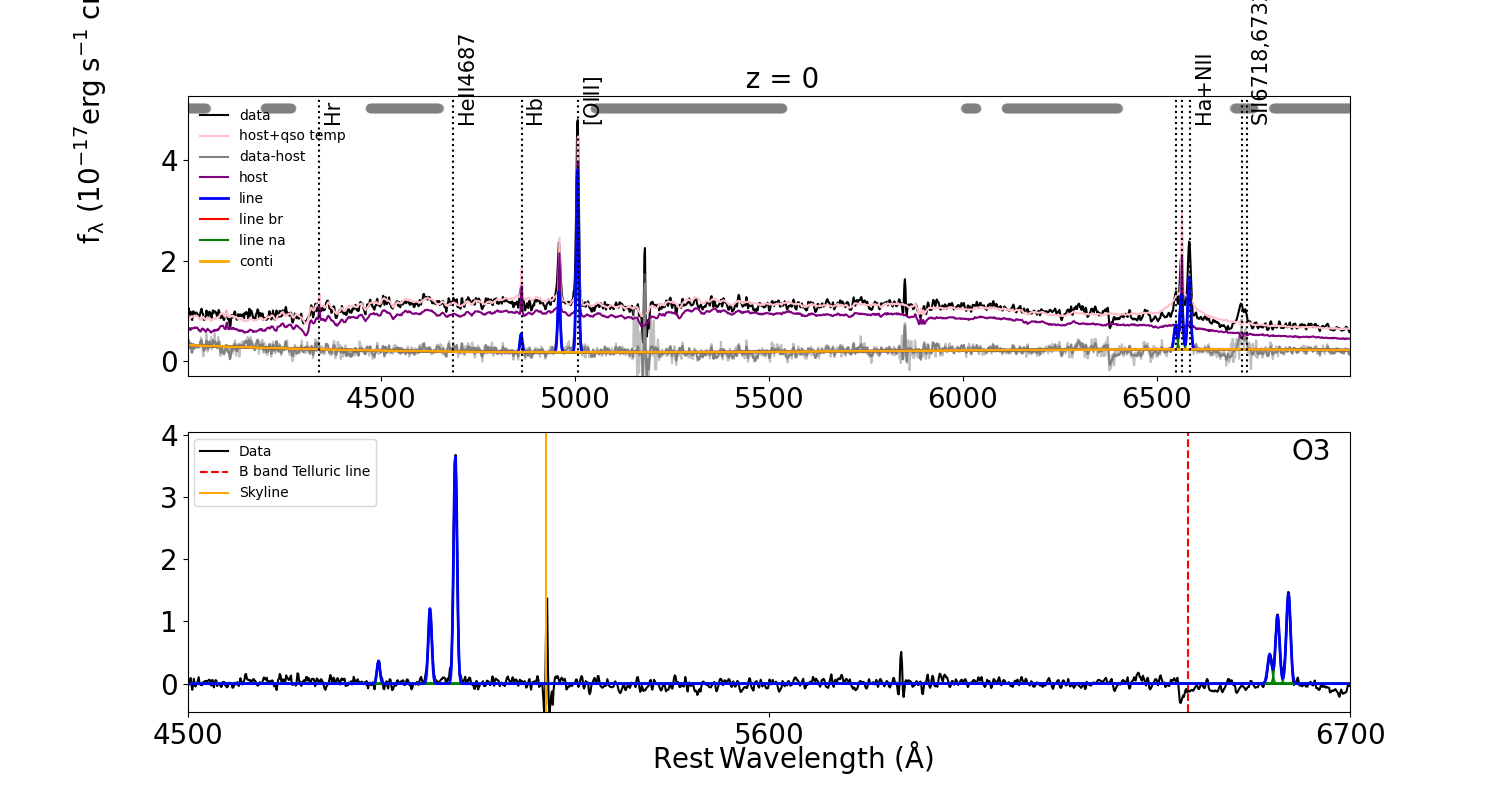 z = 0
f_λ (10^−17 erg s^−1 c
Hr
HeII4687
Hb
[OIII]
Ha+NII
SII6718,673
data
host+qso temp
data-host
host
line
line br
line na
conti
4
2
0
4500
5000
5500
6000
6500
O3
Data
B band Telluric line
Skyline
4
3
2
1
0
4500
5600
6700
Rest Wavelength (Å)